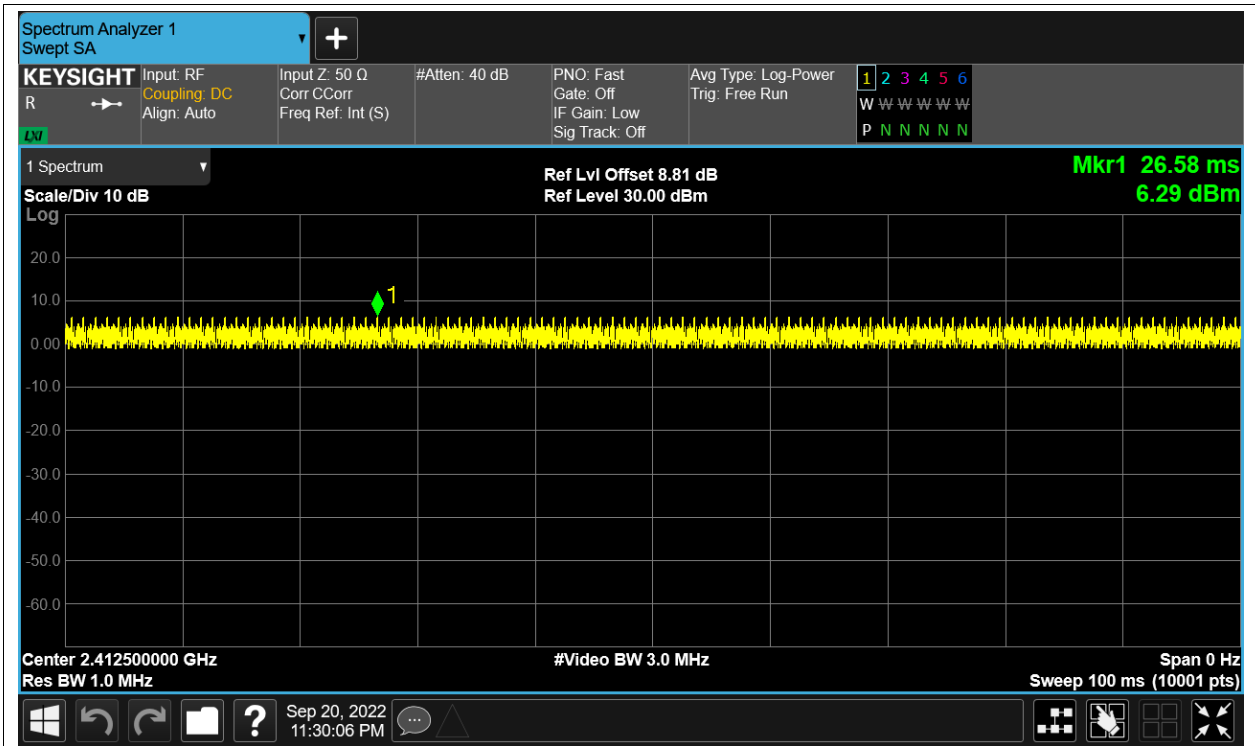 Spectrum Analyzer 1
Swept SA
+
KEYSIGHT
R
LXI
Input: RF
Coupling: DC
Align: Auto
Input Z: 50 Ω
Corr CCorr
Freq Ref: Int (S)
#Atten: 40 dB
PNO: Fast
Gate: Off
IF Gain: Low
Sig Track: Off
Avg Type: Log-Power
Trig: Free Run
1 2 3 4 5 6
W W W W W W
P N N N N N
1 Spectrum
Scale/Div 10 dB
Ref Lvl Offset 8.81 dB
Ref Level 30.00 dBm
Mkr1 26.58 ms
6.29 dBm
Log
20.0
10.0
0.00
-10.0
-20.0
-30.0
-40.0
-50.0
-60.0
1
Center 2.412500000 GHz
Res BW 1.0 MHz
#Video BW 3.0 MHz
Span 0 Hz
Sweep 100 ms (10001 pts)
?
Sep 20, 2022
11:30:06 PM